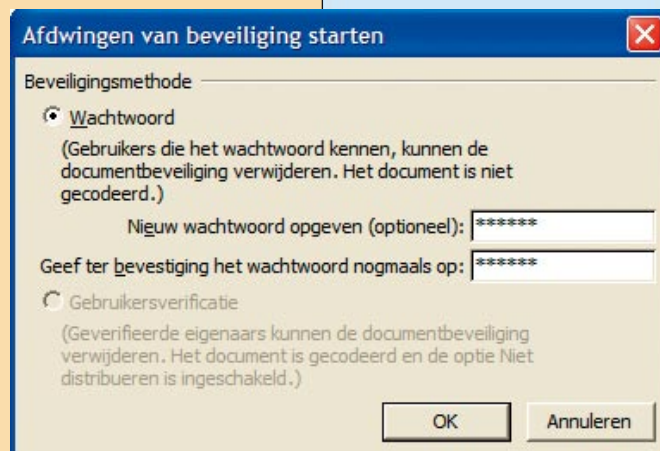 Afdwingen van beveiliging starten
Beveiligingsmethode
Wachtwoord
(Gebruikers die het wachtwoord kennen, kunnen de
documentbeveiliging verwijderen. Het document is niet
gecodeerd.)
Nieuw wachtwoord opgeven (optioneel): ******
Geef ter bevestiging het wachtwoord nogmaals op: ******
Gebruikersverificatie
(Geverifieerde eigenaars kunnen de documentbeveiliging
verwijderen. Het document is gecodeerd en de optie Niet
distribueren is ingeschakeld.)
OK Annuleren